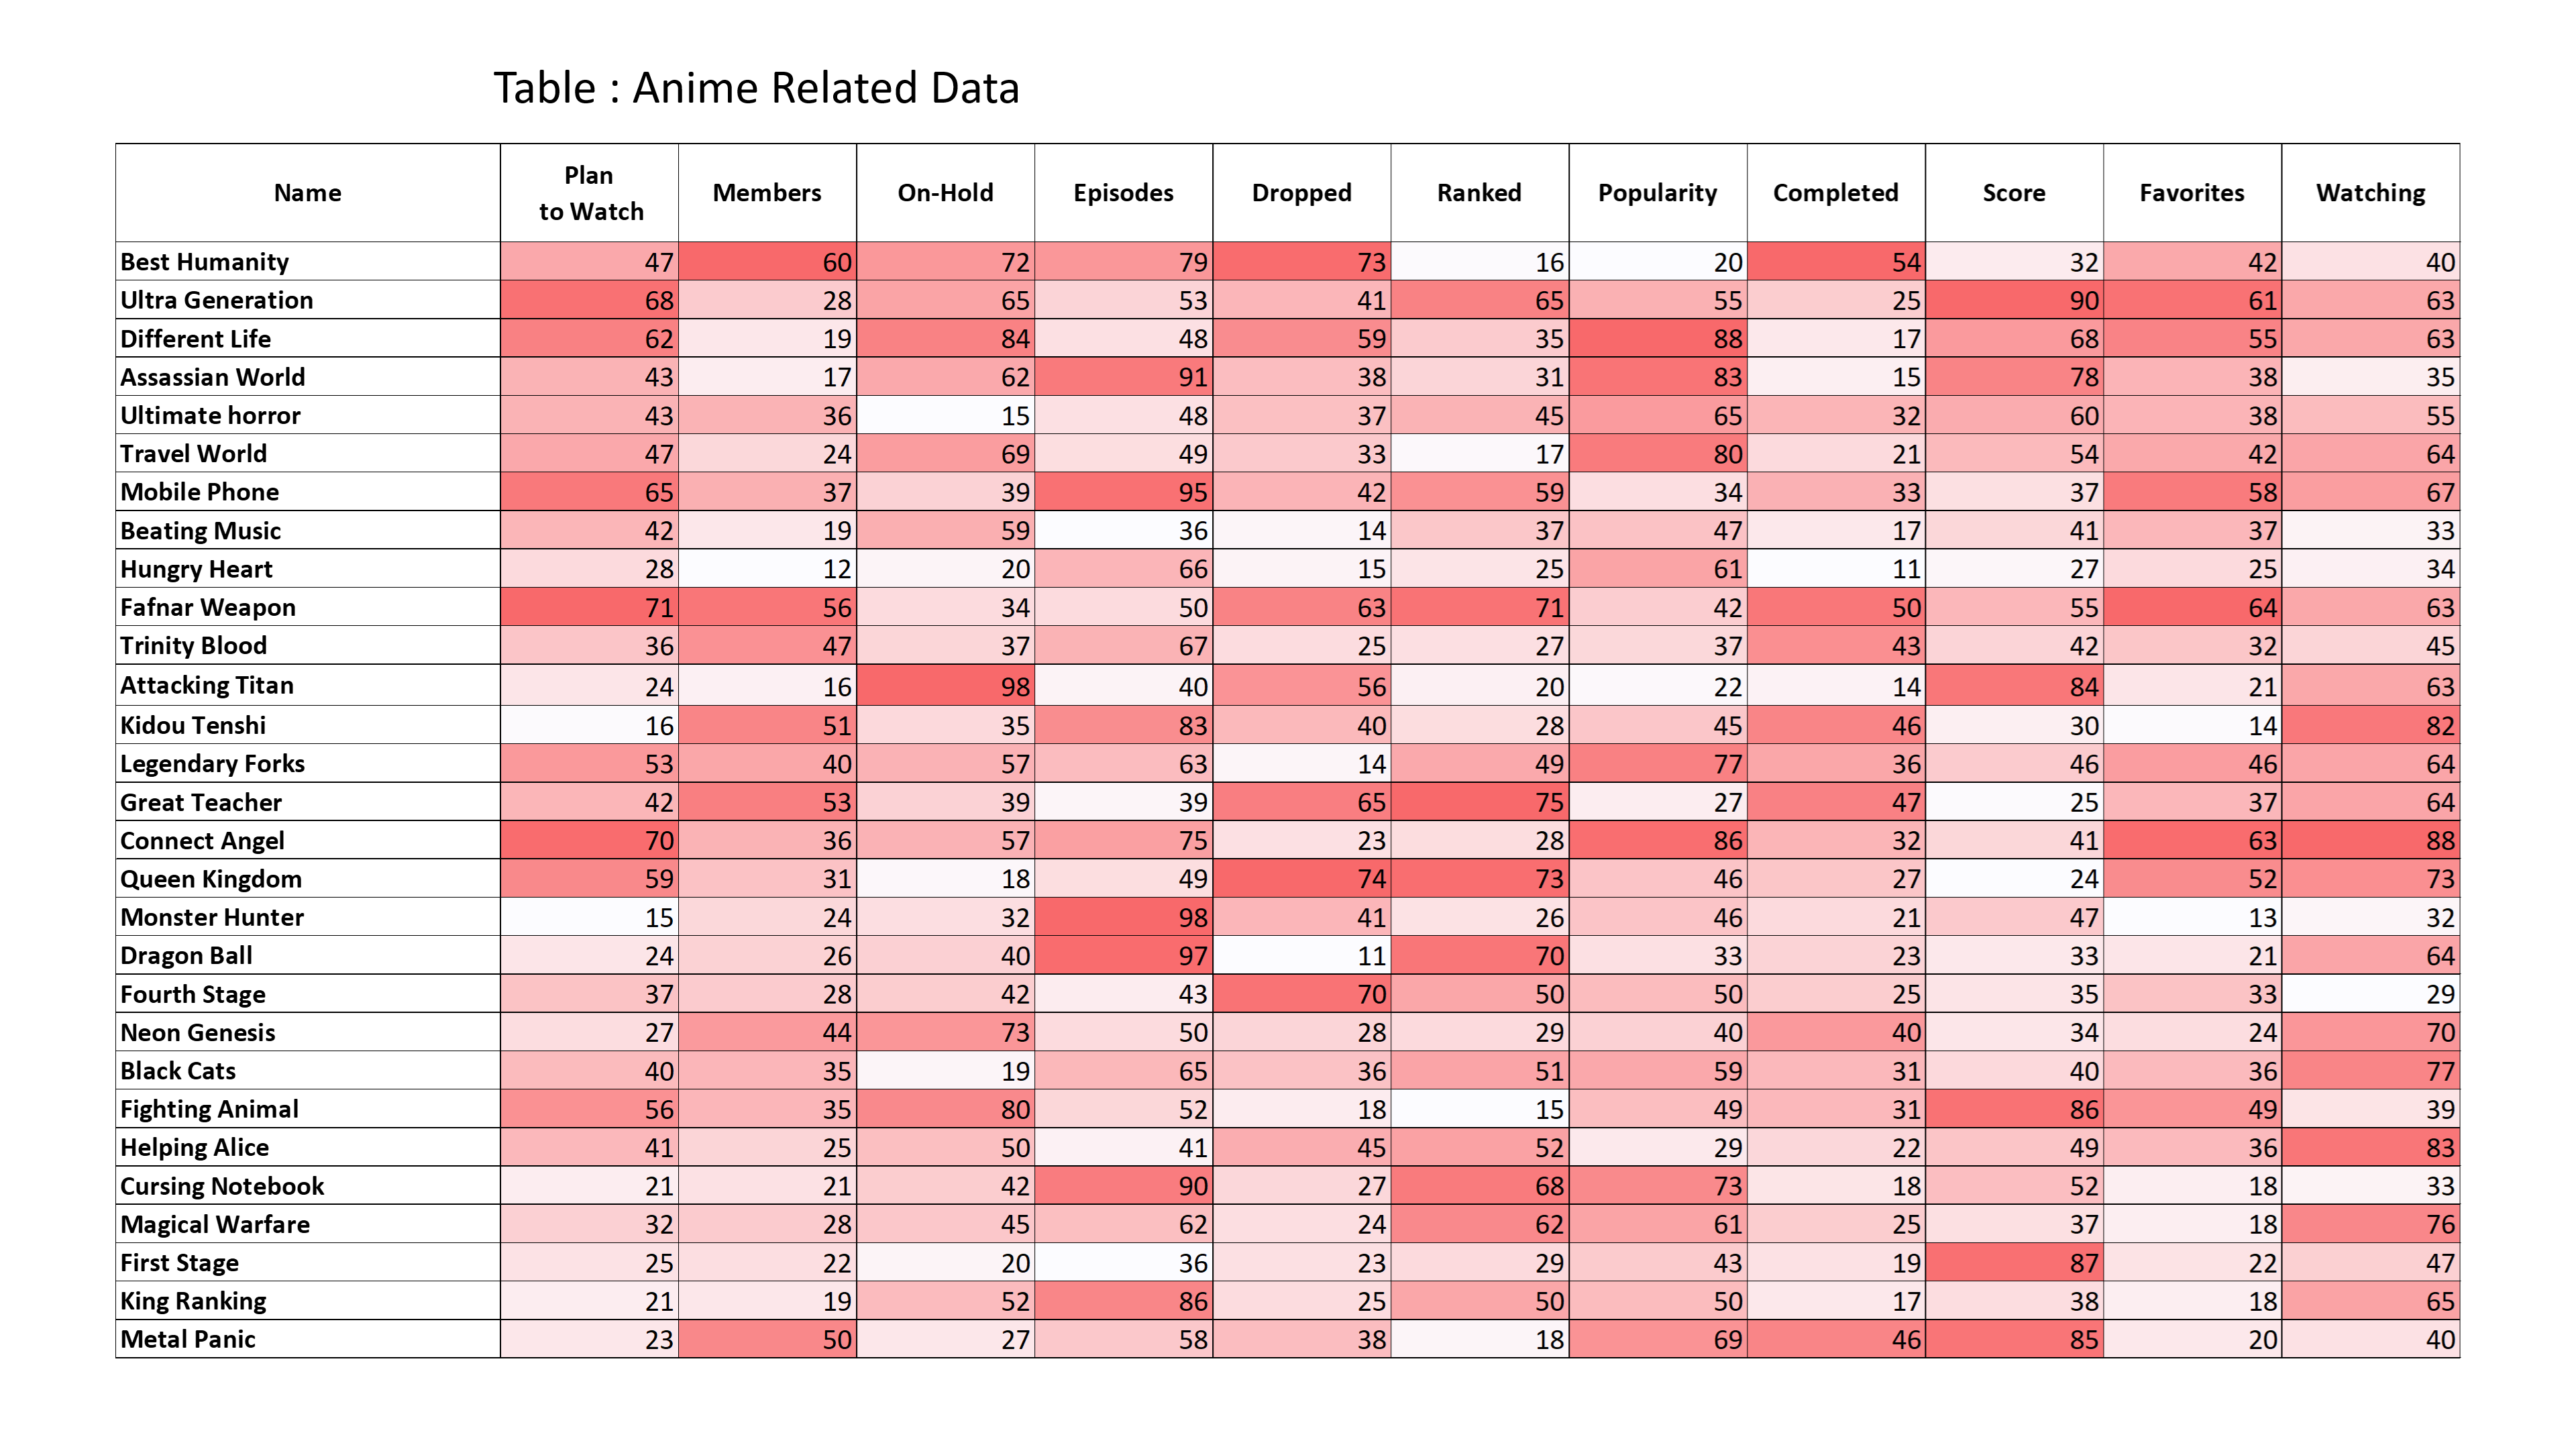 Table : Anime Related Data
Name Plan to Watch Members On-Hold Episodes Dropped Ranked Popularity Completed Score Favorites Watching
Best Humanity 47 60 72 79 73 16 20 54 32 42 40
Ultra Generation 68 28 65 53 41 65 55 25 90 61 63
Different Life 62 19 84 48 59 35 88 17 68 55 63
Assassian World 43 17 62 91 38 31 83 15 78 38 35
Ultimate horror 43 36 15 48 37 45 65 32 60 38 55
Travel World 47 24 69 49 33 17 80 21 54 42 64
Mobile Phone 65 37 39 95 42 59 34 33 37 58 67
Beating Music 42 19 59 36 14 37 47 17 41 37 33
Hungry Heart 28 12 20 66 15 25 61 11 27 25 34
Fafnar Weapon 71 56 34 50 63 71 42 50 55 64 63
Trinity Blood 36 47 37 67 25 27 37 43 42 32 45
Attacking Titan 24 16 98 40 56 20 22 14 84 21 63
Kidou Tenshi 16 51 35 83 40 28 45 46 30 14 82
Legendary Forks 53 40 57 63 14 49 77 36 46 46 64
Great Teacher 42 53 39 39 65 75 27 47 25 37 64
Connect Angel 70 36 57 75 23 28 86 32 41 63 88
Queen Kingdom 59 31 18 49 74 73 46 27 24 52 73
Monster Hunter 15 24 32 98 41 26 46 21 47 13 32
Dragon Ball 24 26 40 97 11 70 33 23 33 21 64
Fourth Stage 37 28 42 43 70 50 50 25 35 33 29
Neon Genesis 27 44 73 50 28 29 40 40 34 24 70
Black Cats 40 35 19 65 36 51 59 31 40 36 77
Fighting Animal 56 35 80 52 18 15 49 31 86 49 39
Helping Alice 41 25 50 41 45 52 29 22 49 36 83
Cursing Notebook 21 21 42 90 27 68 73 18 52 18 33
Magical Warfare 32 28 45 62 24 62 61 25 37 18 76
First Stage 25 22 20 36 23 29 43 19 87 22 47
King Ranking 21 19 52 86 25 50 50 17 38 18 65
Metal Panic 23 50 27 58 38 18 69 46 85 20 40